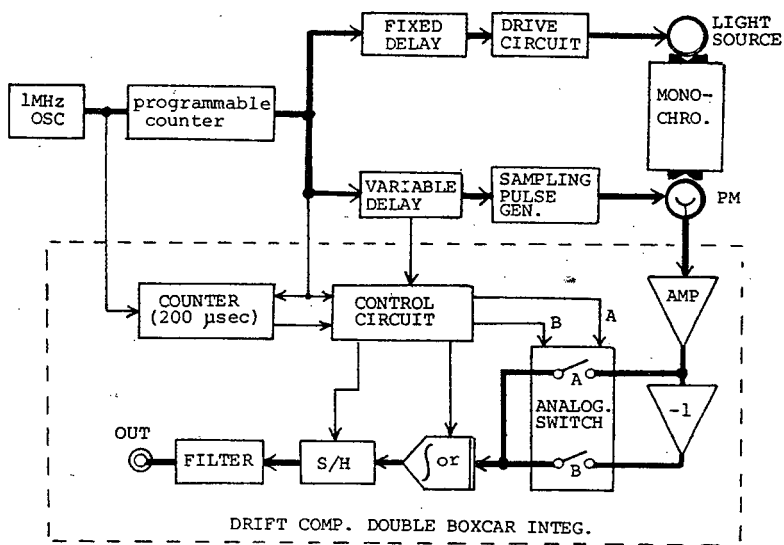 FIXED
DELAY
DRIVE
CIRCUIT
LIGHT
SOURCE
1MHz
OSC
programmable
counter
MONO-
CHRO.
VARIABLE
DELAY
SAMPLING
PULSE
GEN.
PM
COUNTER
(200 μsec)
CONTROL
CIRCUIT
B
A
AMP
A
ANALOG.
SWITCH
-1
B
OUT
FILTER
S/H
∫or
DRIFT COMP. DOUBLE BOXCAR INTEG.